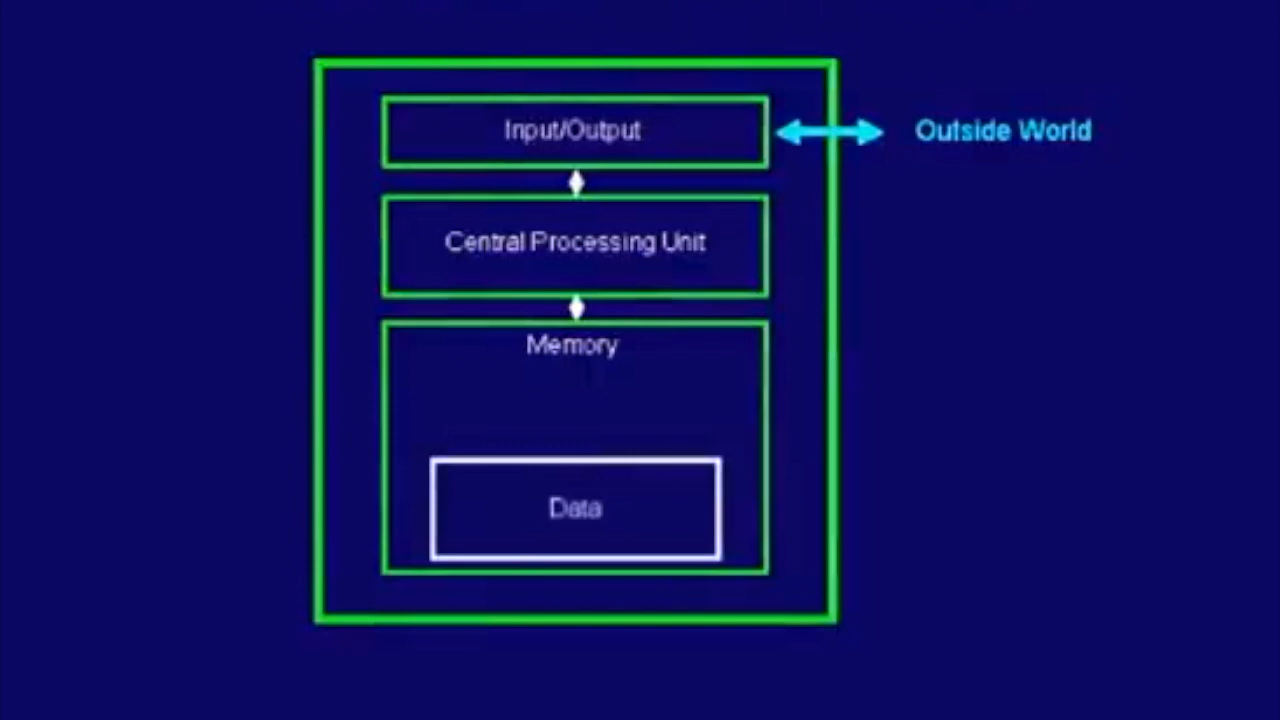 Input/Output
Outside World
Central Processing Unit
Memory
Data